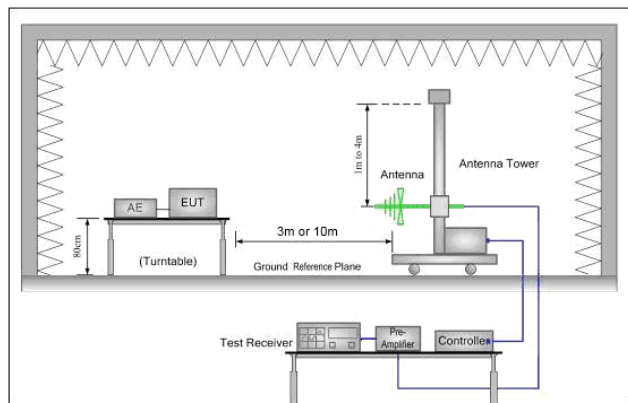 1m to 4m
Antenna
Antenna Tower
AE
EUT
80cm
(Turntable)
3m or 10m
Ground Reference Plane
Test Receiver
Pre-
Amplifier
Controlle